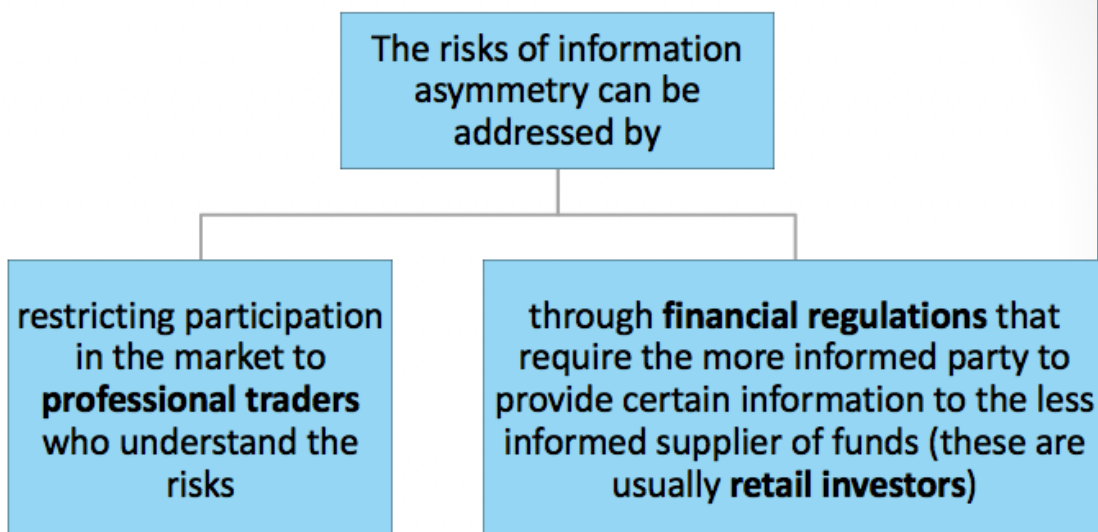 The risks of information
asymmetry can be
addressed by
restricting participation
in the market to
professional traders
who understand the
risks
through financial regulations that
require the more informed party to
provide certain information to the less
informed supplier of funds (these are
usually retail investors)